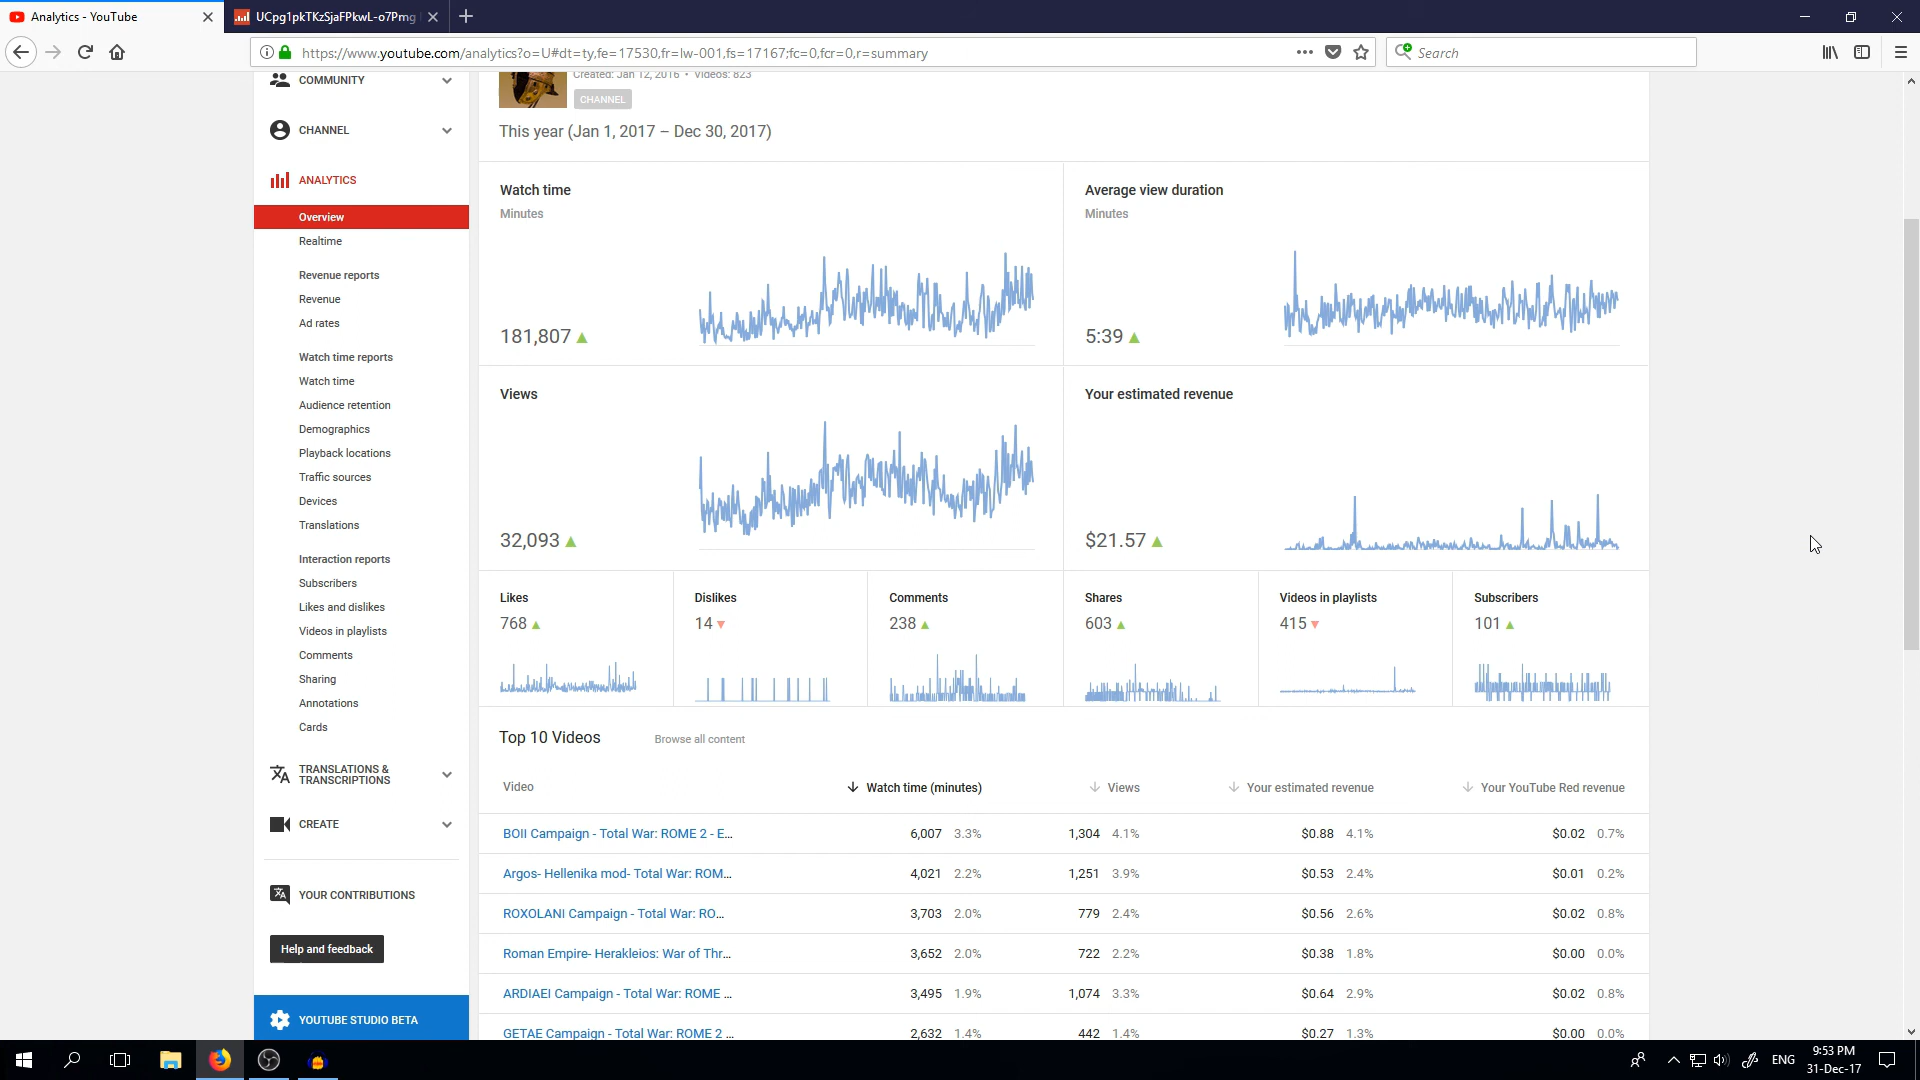 Analytics - YouTube
UCpg1pkTKzSjaFPkwL-o7Pmg
https://www.youtube.com/analytics?o=U#dt=ty,fe=17530,fr=lw-001,fs=17167;fc=0,fcr=0,r=summary
Search
COMMUNITY
Created: Jan 12, 2016 • Videos: 823
CHANNEL
CHANNEL
This year (Jan 1, 2017 – Dec 30, 2017)
ANALYTICS
Overview
Realtime
Revenue reports
Revenue
Ad rates
Watch time reports
Watch time
Audience retention
Demographics
Playback locations
Traffic sources
Devices
Translations
Interaction reports
Subscribers
Likes and dislikes
Videos in playlists
Comments
Sharing
Annotations
Cards
TRANSLATIONS &
TRANSCRIPTIONS
CREATE
YOUR CONTRIBUTIONS
Help and feedback
YOUTUBE STUDIO BETA
Watch time
Minutes
181,807
Average view duration
Minutes
5:39
Views
32,093
Your estimated revenue
$21.57
Likes
768
Dislikes
14
Comments
238
Shares
603
Videos in playlists
415
Subscribers
101
Top 10 Videos Browse all content
Video Watch time (minutes) Views Your estimated revenue Your YouTube Red revenue
BOII Campaign - Total War: ROME 2 - E... 6,007 3.3% 1,304 4.1% $0.88 4.1% $0.02 0.7%
Argos- Hellenika mod- Total War: ROM... 4,021 2.2% 1,251 3.9% $0.53 2.4% $0.01 0.2%
ROXOLANI Campaign - Total War: RO... 3,703 2.0% 779 2.4% $0.56 2.6% $0.02 0.8%
Roman Empire- Herakleios: War of Thr... 3,652 2.0% 722 2.2% $0.38 1.8% $0.00 0.0%
ARDIAEI Campaign - Total War: ROME ... 3,495 1.9% 1,074 3.3% $0.64 2.9% $0.02 0.8%
GETAE Campaign - Total War: ROME 2 ... 2,632 1.4% 442 1.4% $0.27 1.3% $0.00 0.0%
ENG
9:53 PM
31-Dec-17